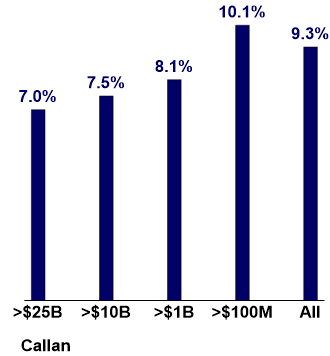 10.1%
9.3%
8.1%
7.5%
7.0%
>$25B >$10B >$1B >$100M All
Callan